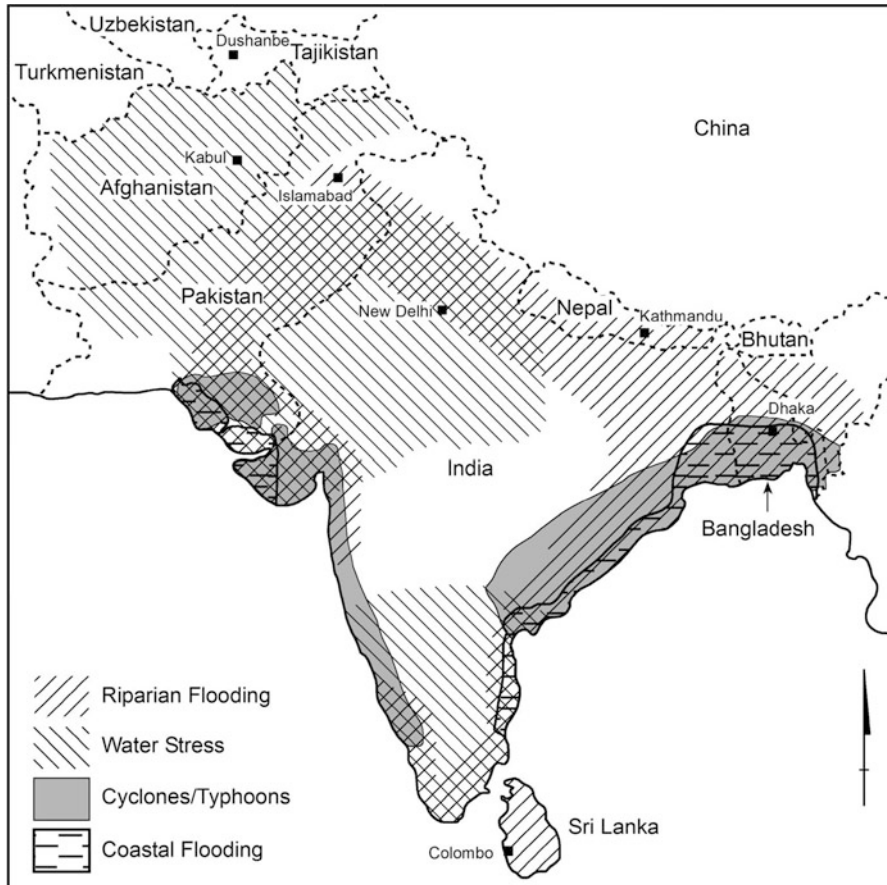 Uzbekistan
Dushanbe
Tajikistan
Turkmenistan
China
Kabul
Afghanistan
Islamabad
Pakistan
New Delhi
Nepal
Kathmandu
Bhutan
Dhaka
India
Bangladesh
Riparian Flooding
Water Stress
Cyclones/Typhoons
Coastal Flooding
Sri Lanka
Colombo